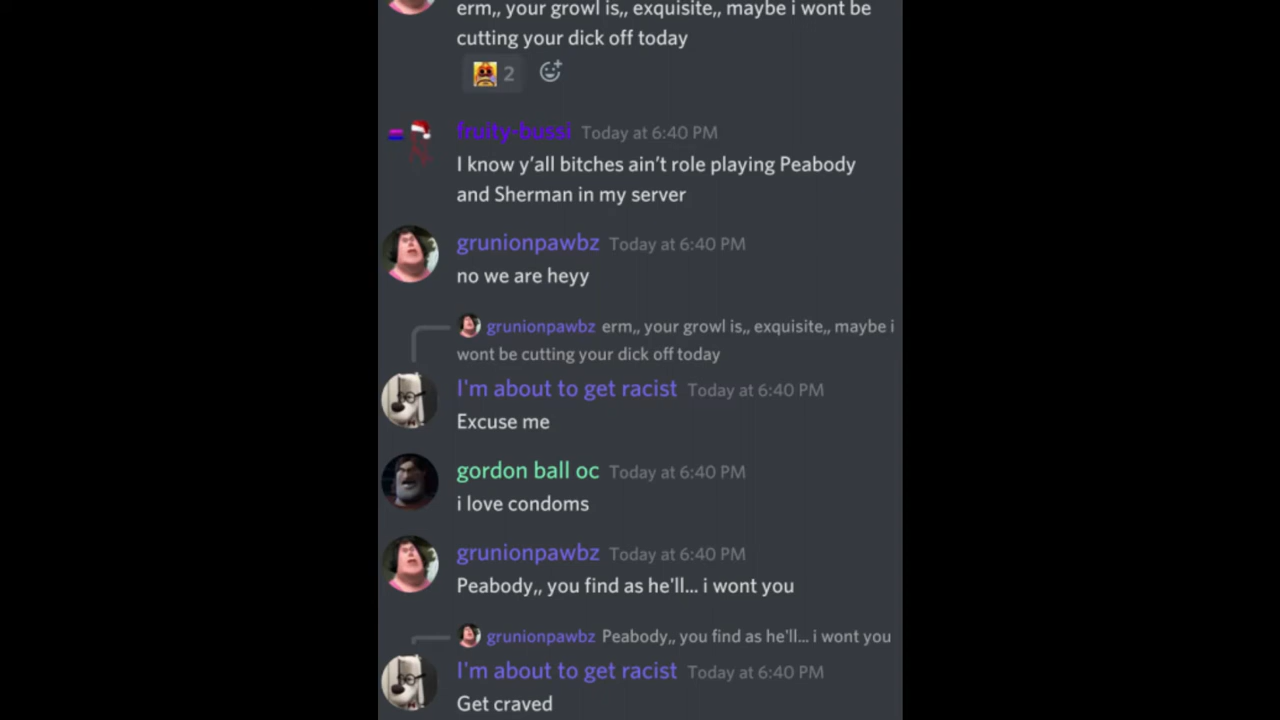 erm,, your growl is,, exquisite,, maybe i wont be
cutting your dick off today
2
fruity-bussi Today at 6:40 PM
I know y’all bitches ain’t role playing Peabody
and Sherman in my server
grunionpawbz Today at 6:40 PM
no we are heyy
grunionpawbz erm,, your growl is,, exquisite,, maybe i
wont be cutting your dick off today
I'm about to get racist Today at 6:40 PM
Excuse me
gordon ball oc Today at 6:40 PM
i love condoms
grunionpawbz Today at 6:40 PM
Peabody,, you find as he'll... i wont you
grunionpawbz Peabody,, you find as he'll... i wont you
I'm about to get racist Today at 6:40 PM
Get craved